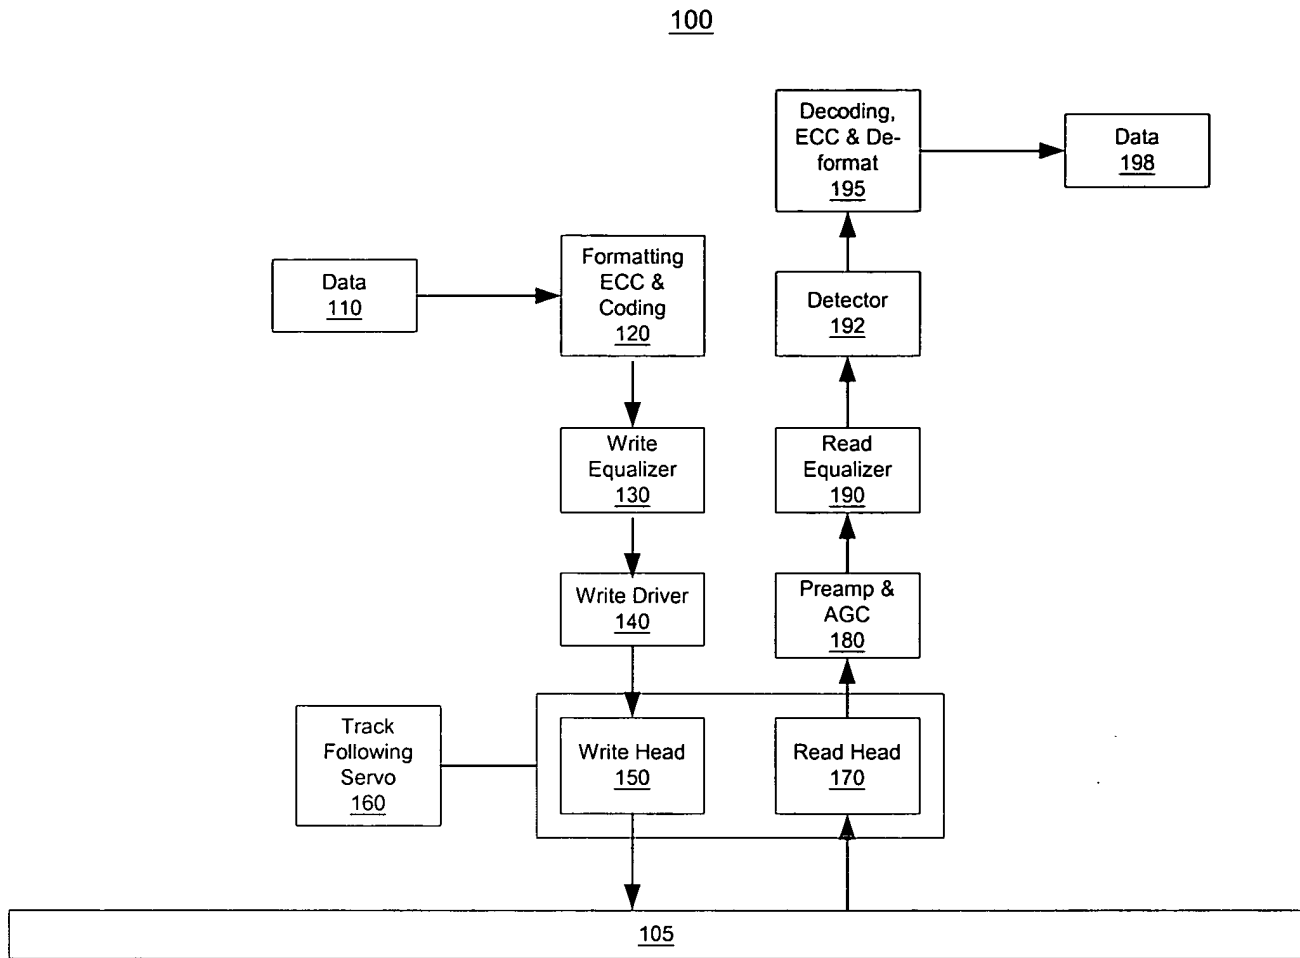 100
Decoding,
ECC & De-
format
195
Data
198
Formatting
ECC &
Coding
120
Data
110
Detector
192
Write
Equalizer
130
Read
Equalizer
190
Write Driver
140
Preamp &
AGC
180
Track
Following
Servo
160
Write Head
150
Read Head
170
105